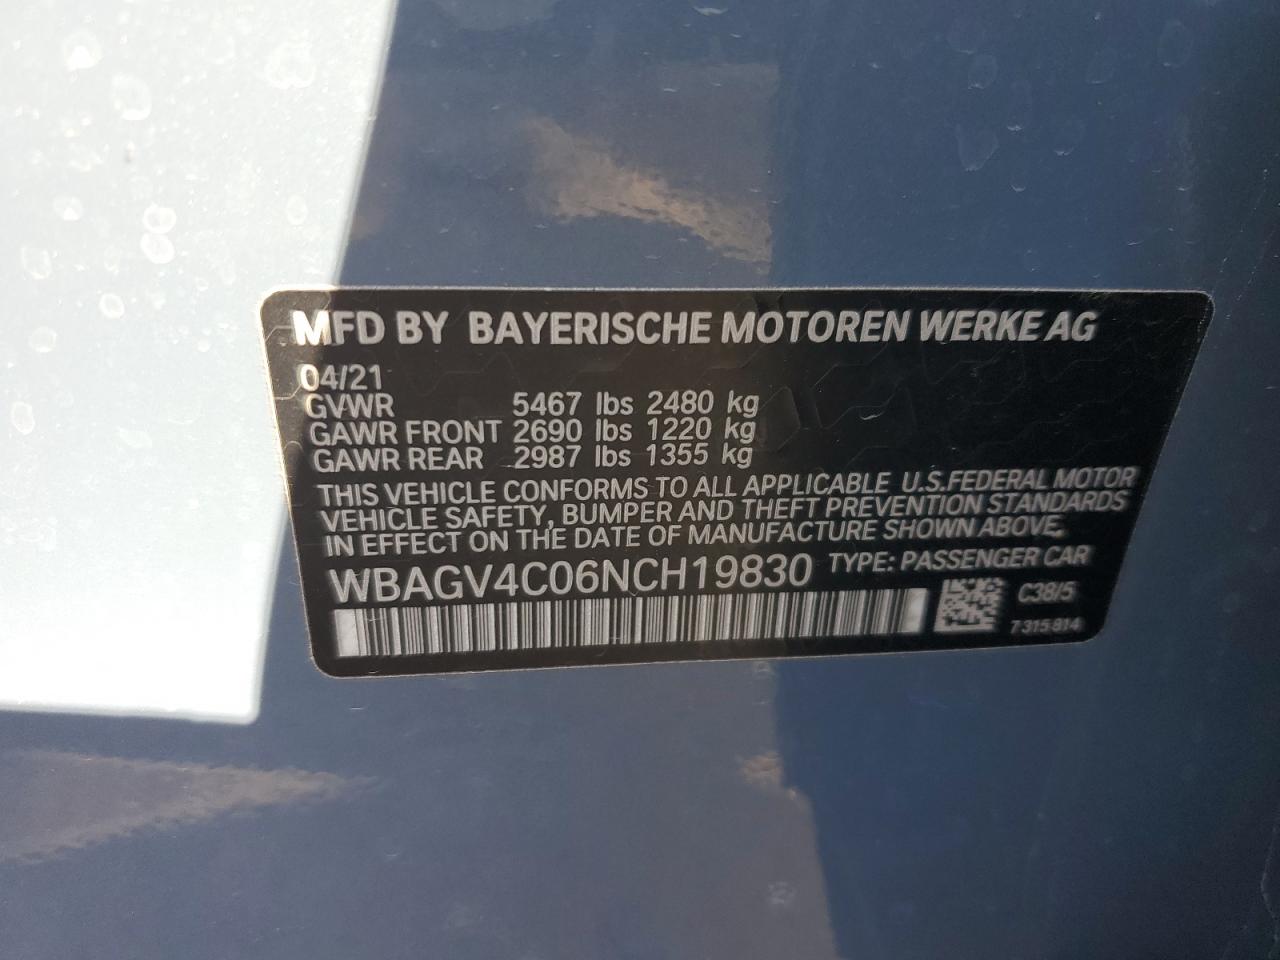 MFD BY BAYERISCHE MOTOREN WERKE AG
04/21
GVWR 5467 lbs 2480 kg
GAWR FRONT 2690 lbs 1220 kg
GAWR REAR 2987 lbs 1355 kg
THIS VEHICLE CONFORMS TO ALL APPLICABLE U.S.FEDERAL MOTOR
VEHICLE SAFETY, BUMPER AND THEFT PREVENTION STANDARDS
IN EFFECT ON THE DATE OF MANUFACTURE SHOWN ABOVE.
WBAGV4C06NCH19830 TYPE: PASSENGER CAR
C38/5
7 315 814